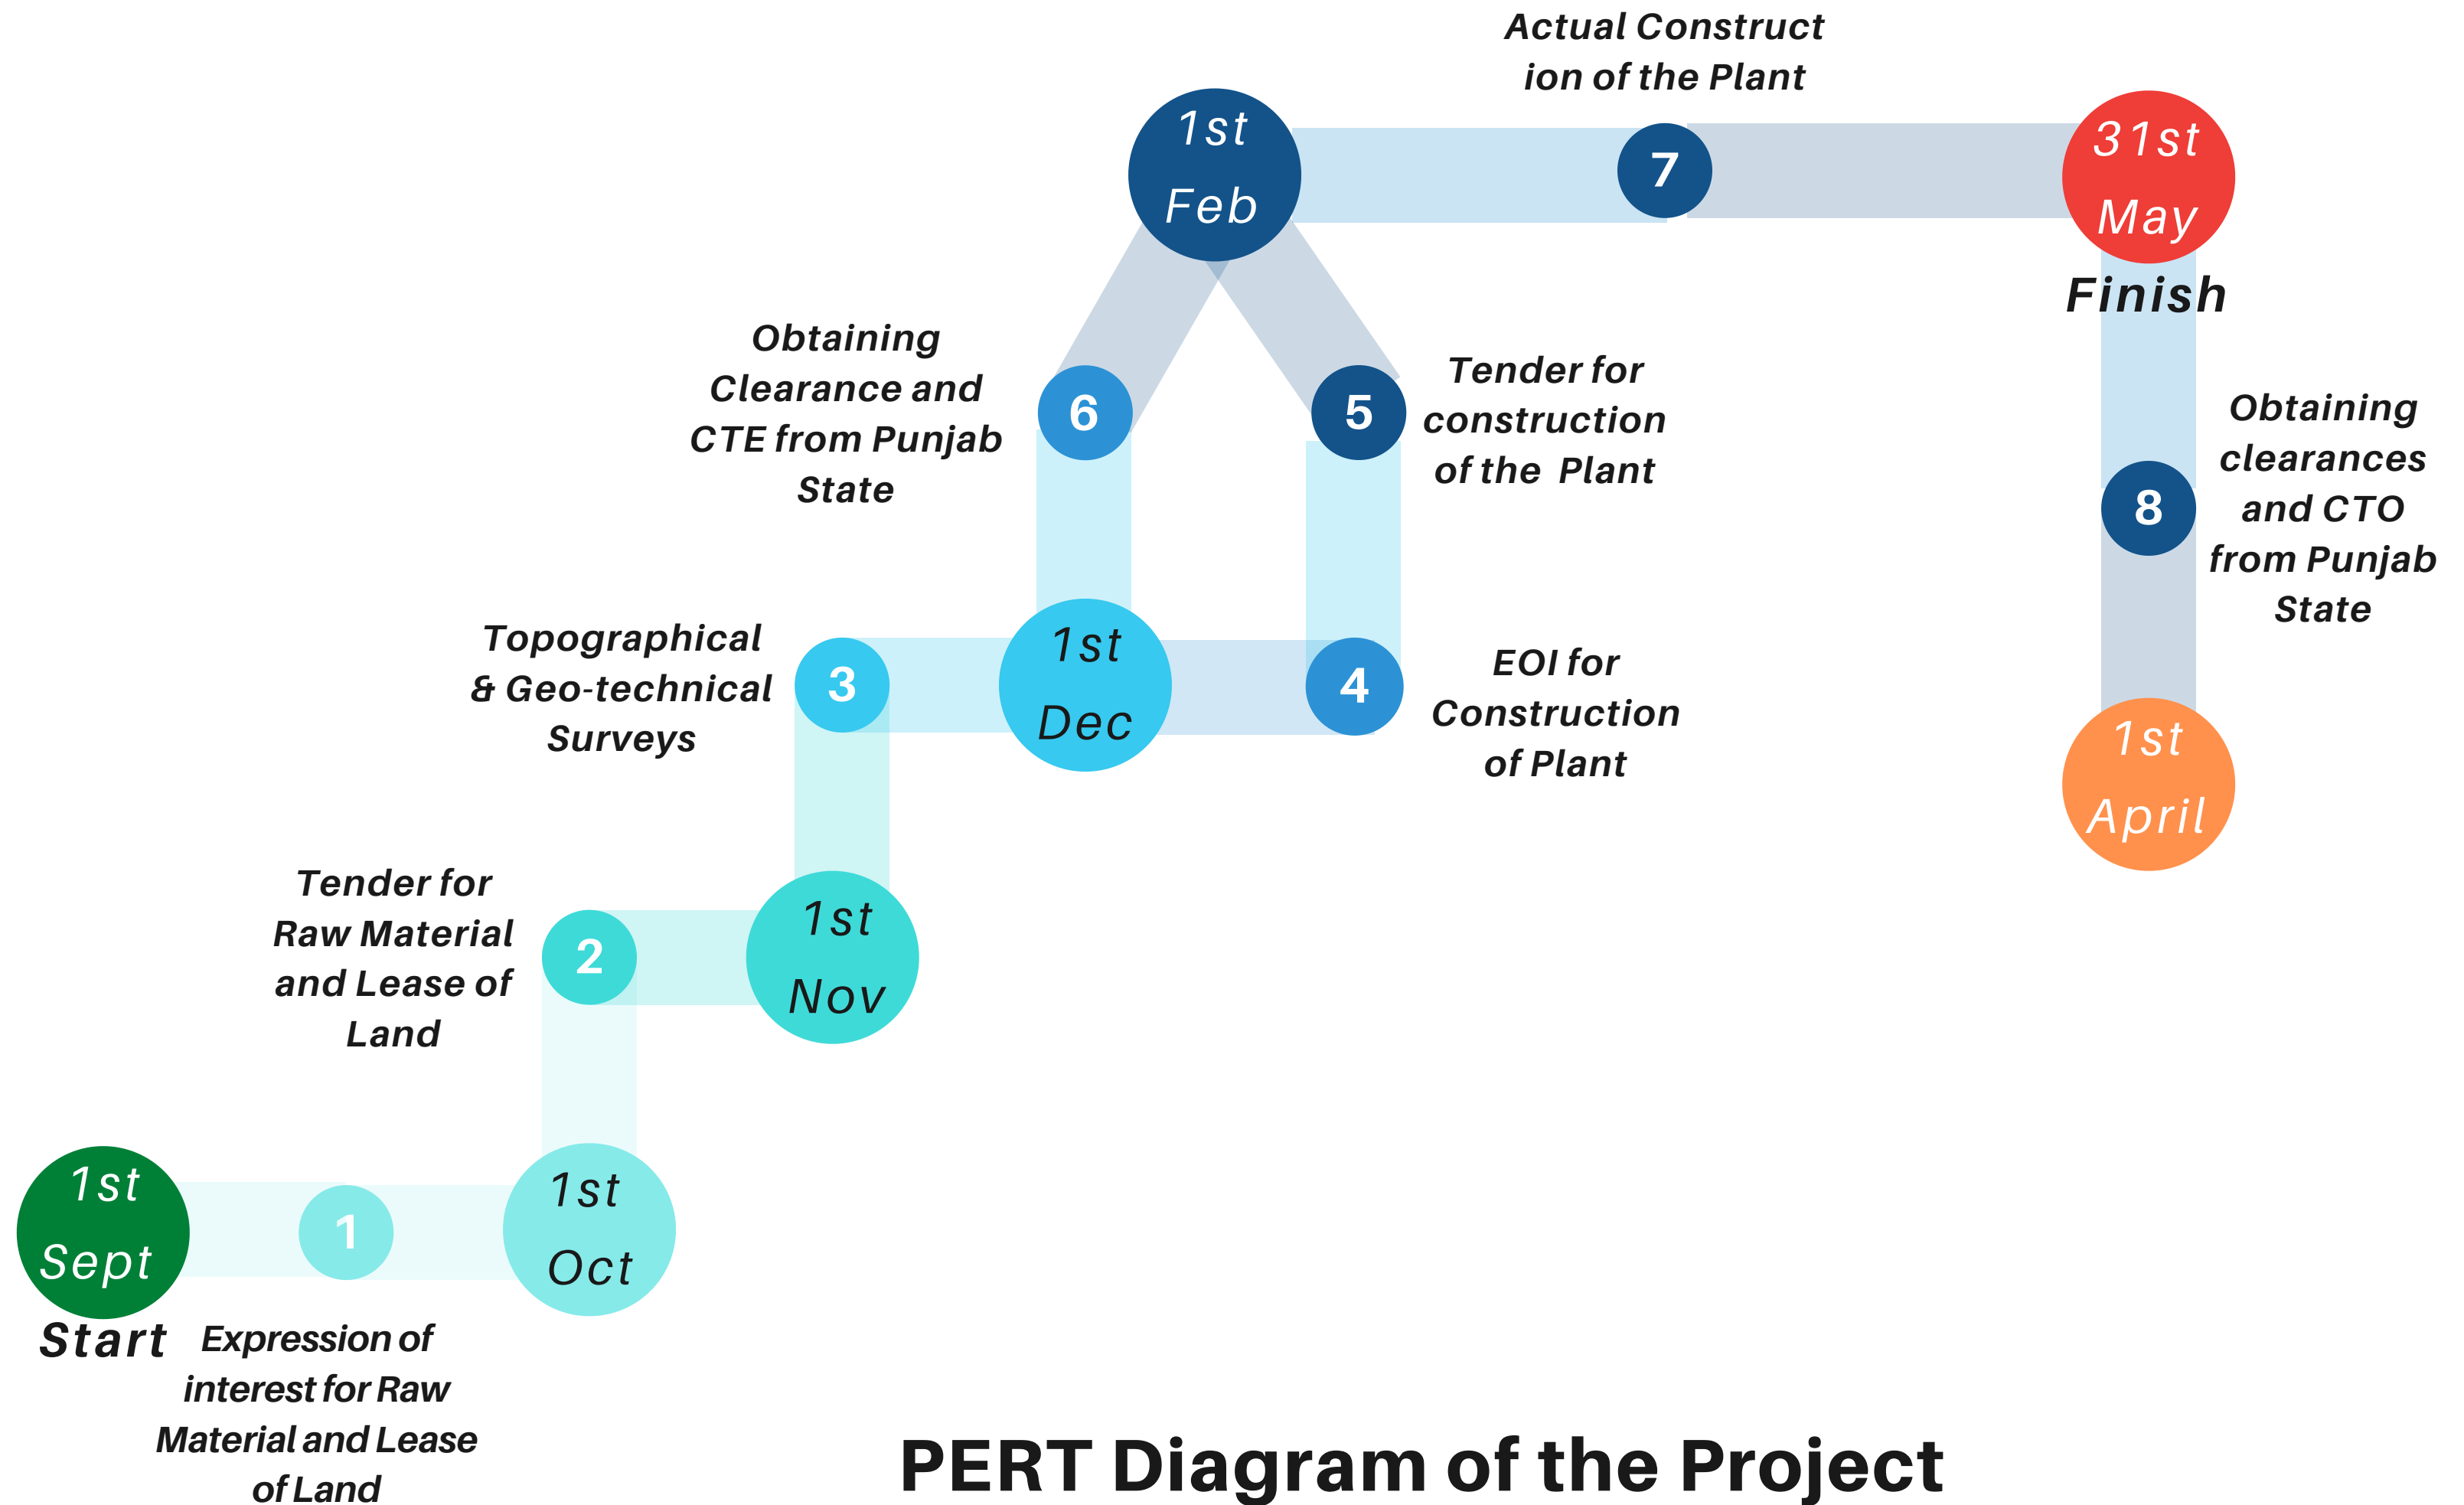 Actual Construct
ion of the Plant
1st
Feb
7
31st
May
Finish
Obtaining
Clearance and
CTE from Punjab
State
6
5
Tender for
construction
of the Plant
Obtaining
clearances
and CTO
from Punjab
State
8
Topographical
& Geo-technical
Surveys
3
1st
Dec
4
EOI for
Construction
of Plant
1st
April
Tender for
Raw Material
and Lease of
Land
2
1st
Nov
1st
Sept
Start
1
1st
Oct
Expression of
interest for Raw
Material and Lease
of Land
PERT Diagram of the Project